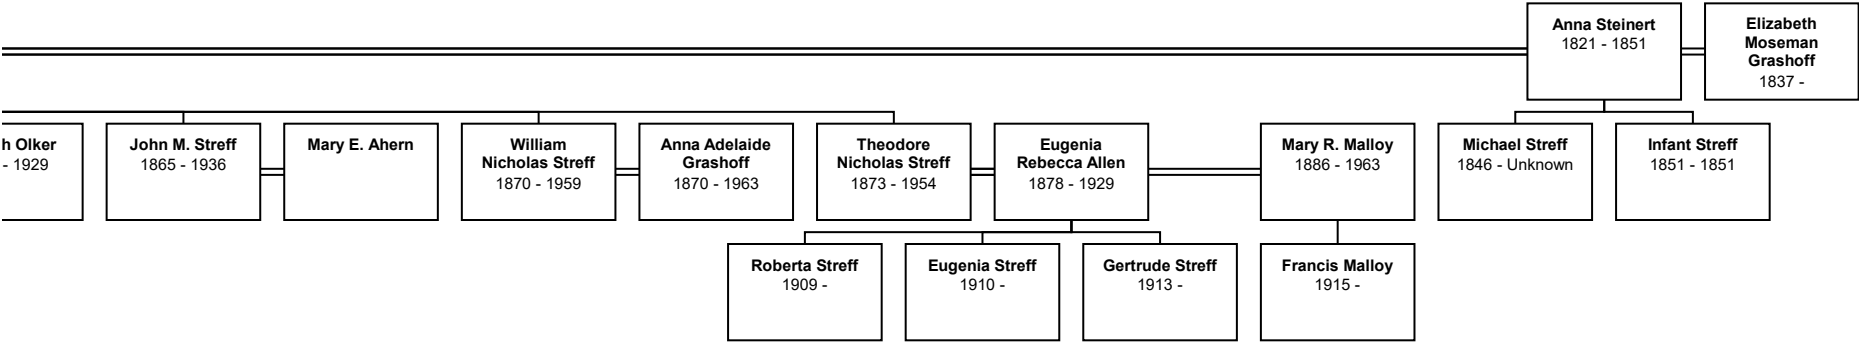 Anna Steinert
1821 - 1851
Elizabeth
Moseman
Grashoff
1837 -
h Olker
- 1929
John M. Streff
1865 - 1936
Mary E. Ahern
William
Nicholas Streff
1870 - 1959
Anna Adelaide
Grashoff
1870 - 1963
Theodore
Nicholas Streff
1873 - 1954
Eugenia
Rebecca Allen
1878 - 1929
Mary R. Malloy
1886 - 1963
Michael Streff
1846 - Unknown
Infant Streff
1851 - 1851
Roberta Streff
1909 -
Eugenia Streff
1910 -
Gertrude Streff
1913 -
Francis Malloy
1915 -